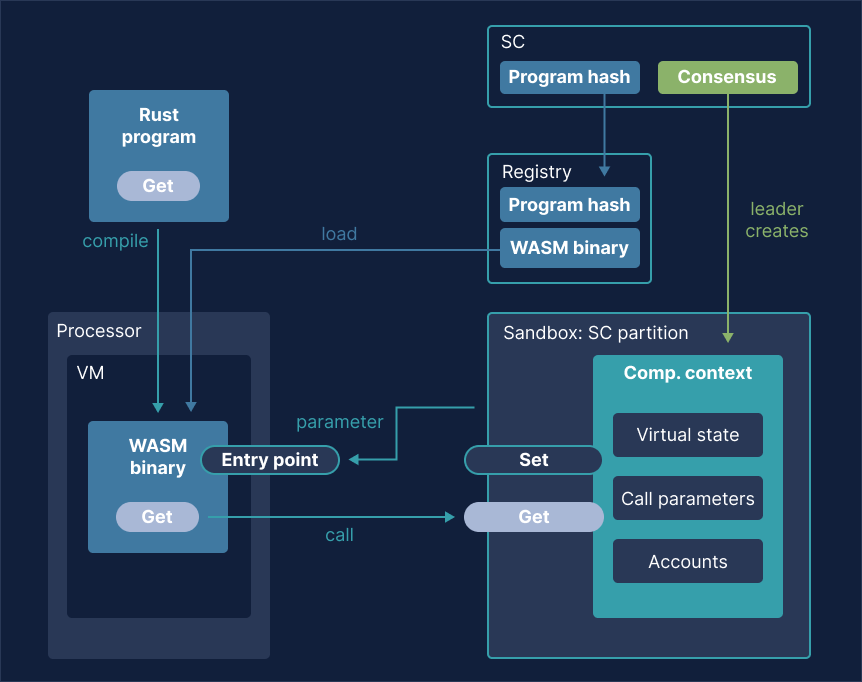 SC
Program hash
Consensus
Rust
program
Get
Registry
Program hash
WASM binary
leader
creates
compile
load
Processor
VM
WASM
binary
Entry point
Get
parameter
call
Sandbox: SC partition
Comp. context
Virtual state
Set
Call parameters
Get
Accounts